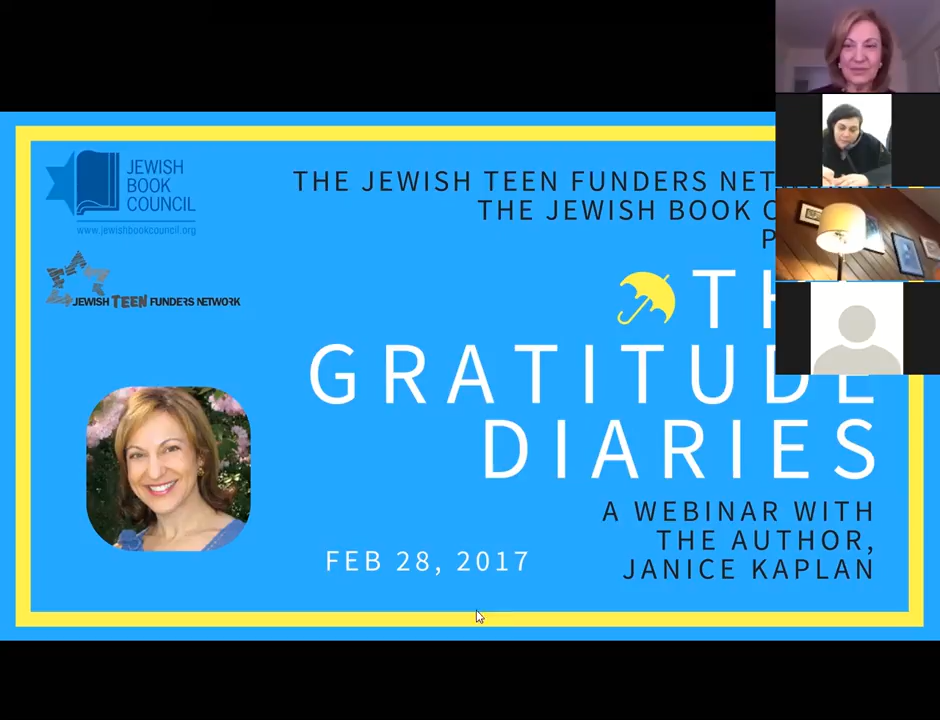 JEWISH
BOOK
COUNCIL
www.jewishbookcouncil.org
JEWISH TEEN FUNDERS NETWORK
THE JEWISH TEEN FUNDERS NET
THE JEWISH BOOK
GRATITUDE
DIARIES
A WEBINAR WITH
THE AUTHOR,
JANICE KAPLAN
FEB 28, 2017